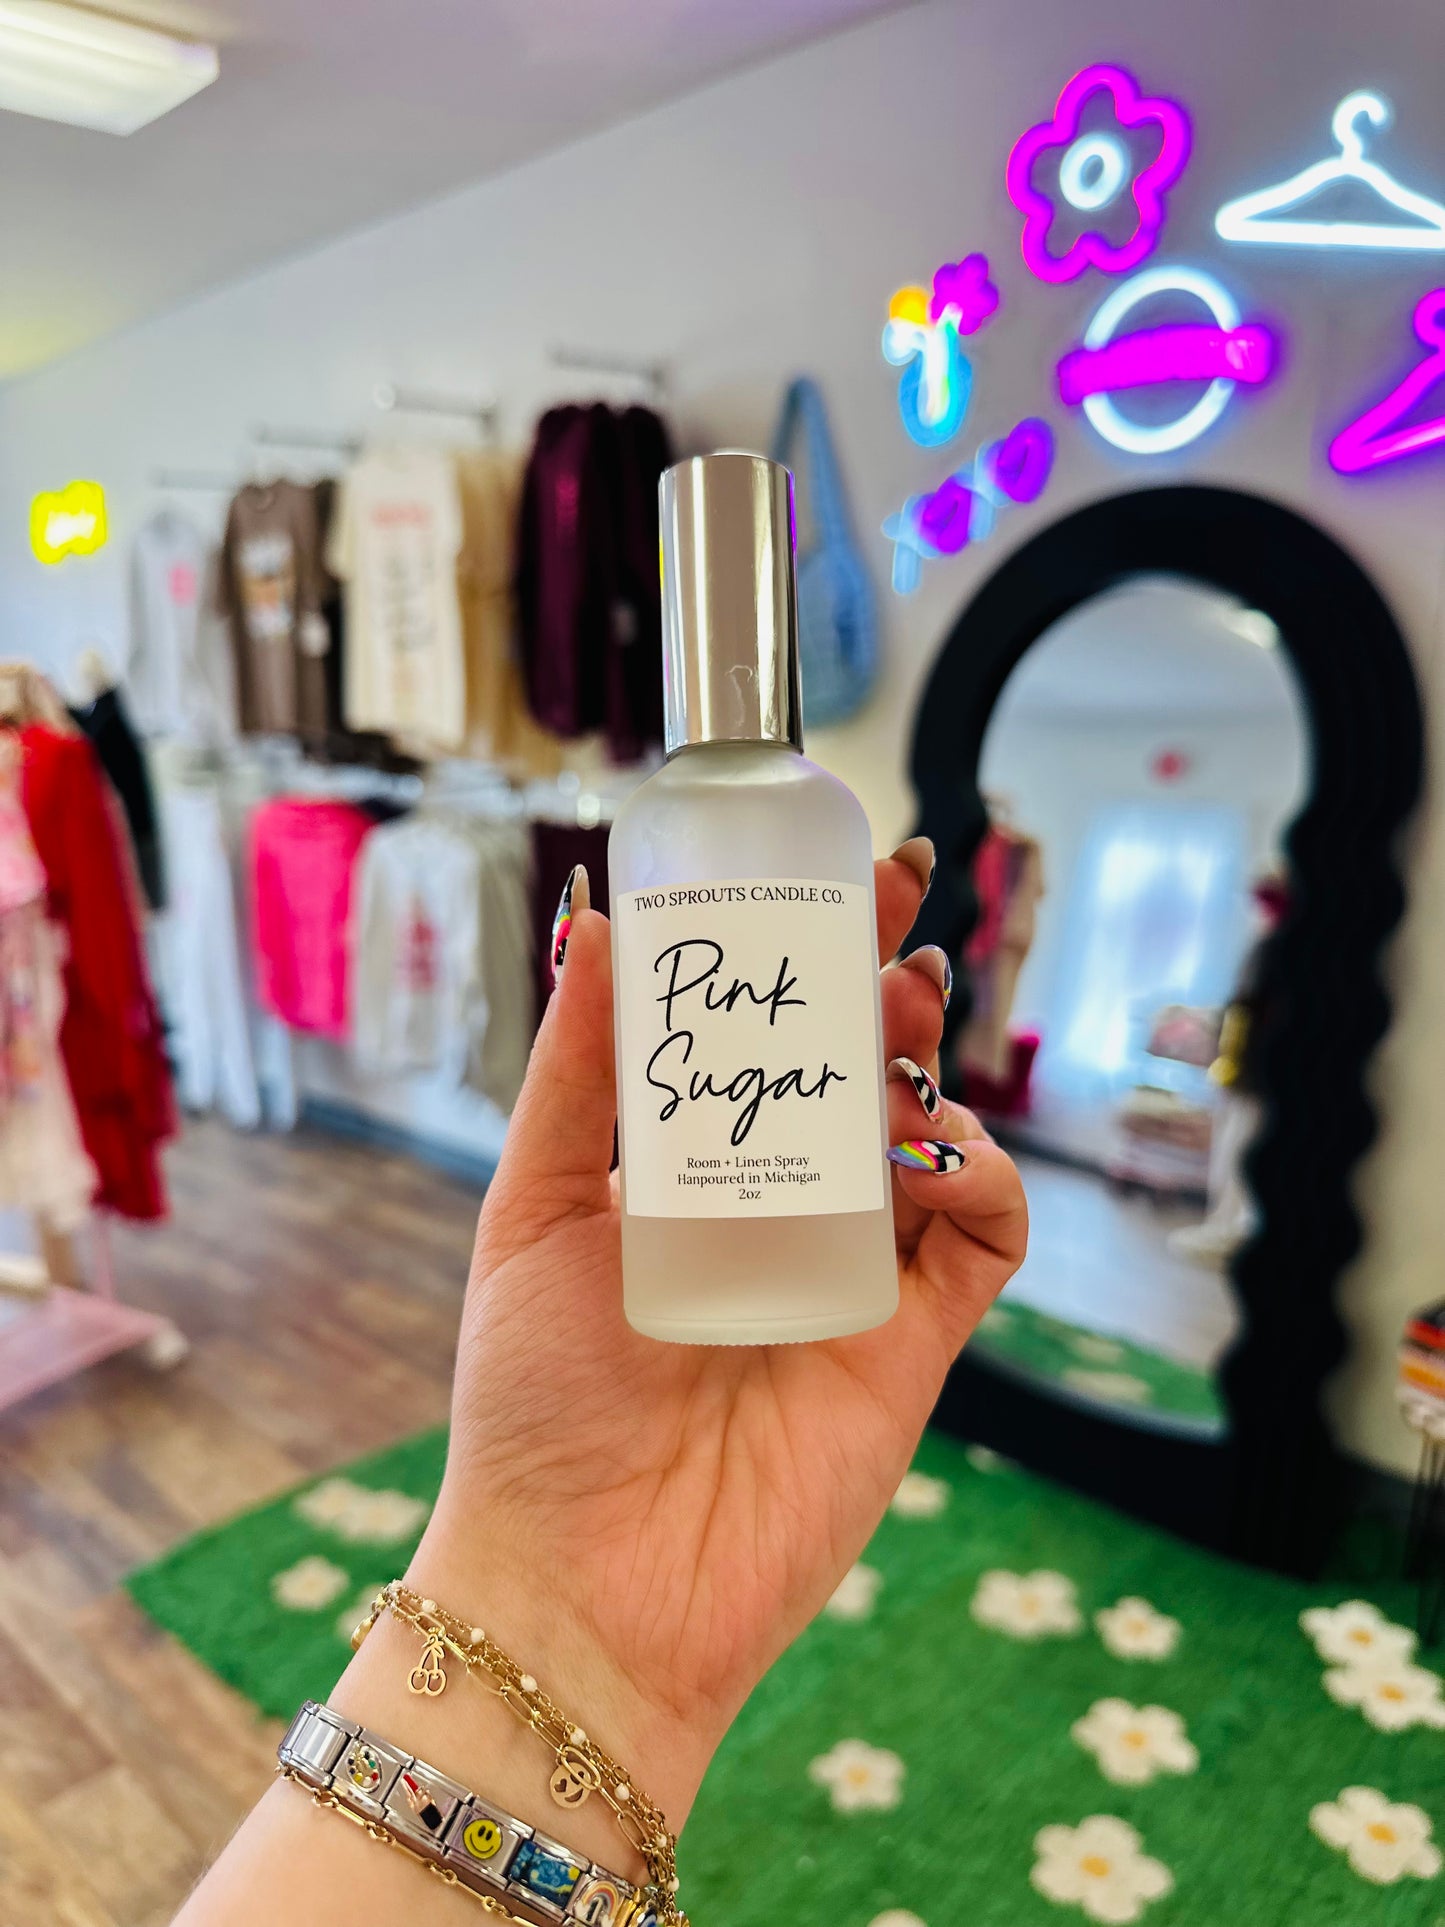 TWO SPROUTS CANDLE CO.
Pink
Sugar
Room + Linen Spray
Hanpoured in Michigan
2oz